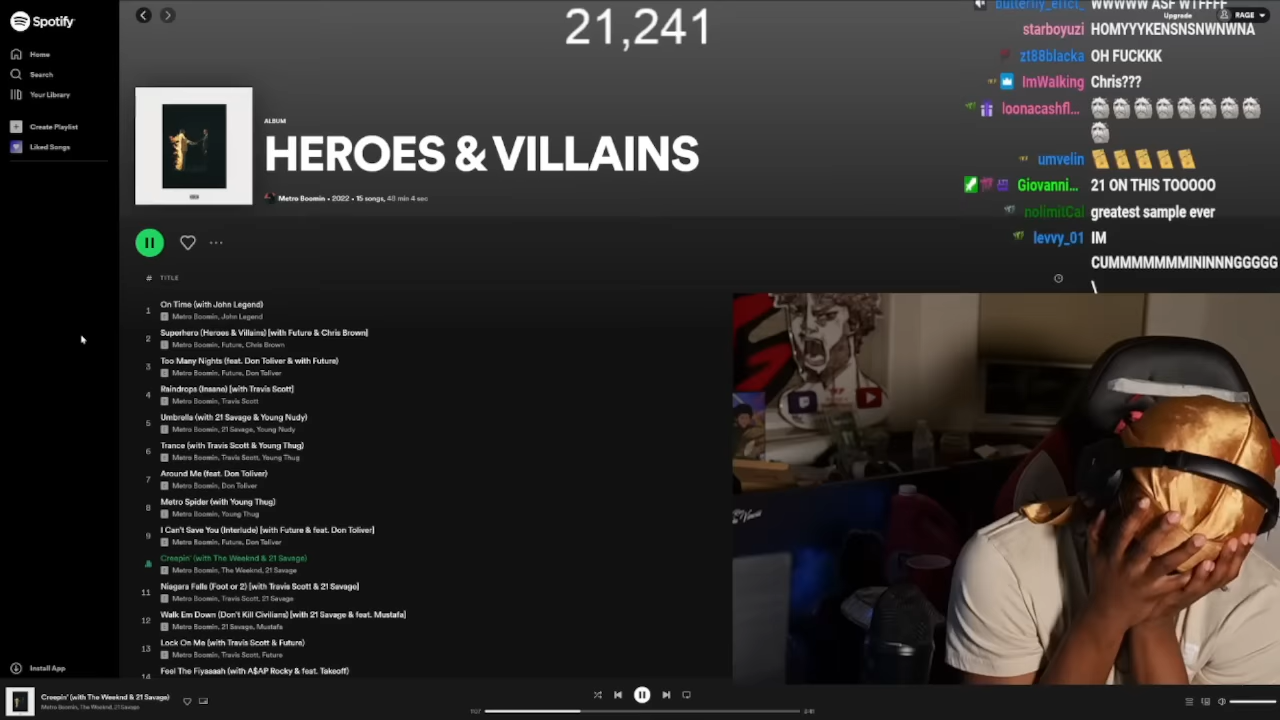 Spotify
Home
Search
Your Library
Create Playlist
Liked Songs
Install App
21,241
Upgrade
RAGE
ALBUM
HEROES & VILLAINS
Metro Boomin • 2022 • 15 songs, 48 min 4 sec
# TITLE
1 On Time (with John Legend)
Metro Boomin, John Legend
2 Superhero (Heroes & Villains) [with Future & Chris Brown]
Metro Boomin, Future, Chris Brown
3 Too Many Nights (feat. Don Toliver & with Future)
Metro Boomin, Future, Don Toliver
4 Raindrops (Insane) [with Travis Scott]
Metro Boomin, Travis Scott
5 Umbrella (with 21 Savage & Young Nudy)
Metro Boomin, 21 Savage, Young Nudy
6 Trance (with Travis Scott & Young Thug)
Metro Boomin, Travis Scott, Young Thug
7 Around Me (feat. Don Toliver)
Metro Boomin, Don Toliver
8 Metro Spider (with Young Thug)
Metro Boomin, Young Thug
9 I Can't Save You (Interlude) [with Future & feat. Don Toliver]
Metro Boomin, Future, Don Toliver
Creepin' (with The Weeknd & 21 Savage)
Metro Boomin, The Weeknd, 21 Savage
11 Niagara Falls (Foot or 2) [with Travis Scott & 21 Savage]
Metro Boomin, Travis Scott, 21 Savage
12 Walk Em Down (Don't Kill Civilians) [with 21 Savage & feat. Mustafa]
Metro Boomin, 21 Savage, Mustafa
13 Lock On Me (with Travis Scott & Future)
Metro Boomin, Travis Scott, Future
14 Feel The Fiyaaaah (with A$AP Rocky & feat. Takeoff)
butterfly_effct_ WWWWW ASF WTFFFF
starboyuzi HOMYYYKENSNSNWNWNA
zt88blacka OH FUCKKK
ImWalking Chris???
loonacashfl...
umvelin
Giovanni... 21 ON THIS TOOOOO
nolimitCal greatest sample ever
levvy_01 IM
CUMMMMMMMININNNGGGGG
\
Creepin' (with The Weeknd & 21 Savage)
Metro Boomin, The Weeknd, 21 Savage